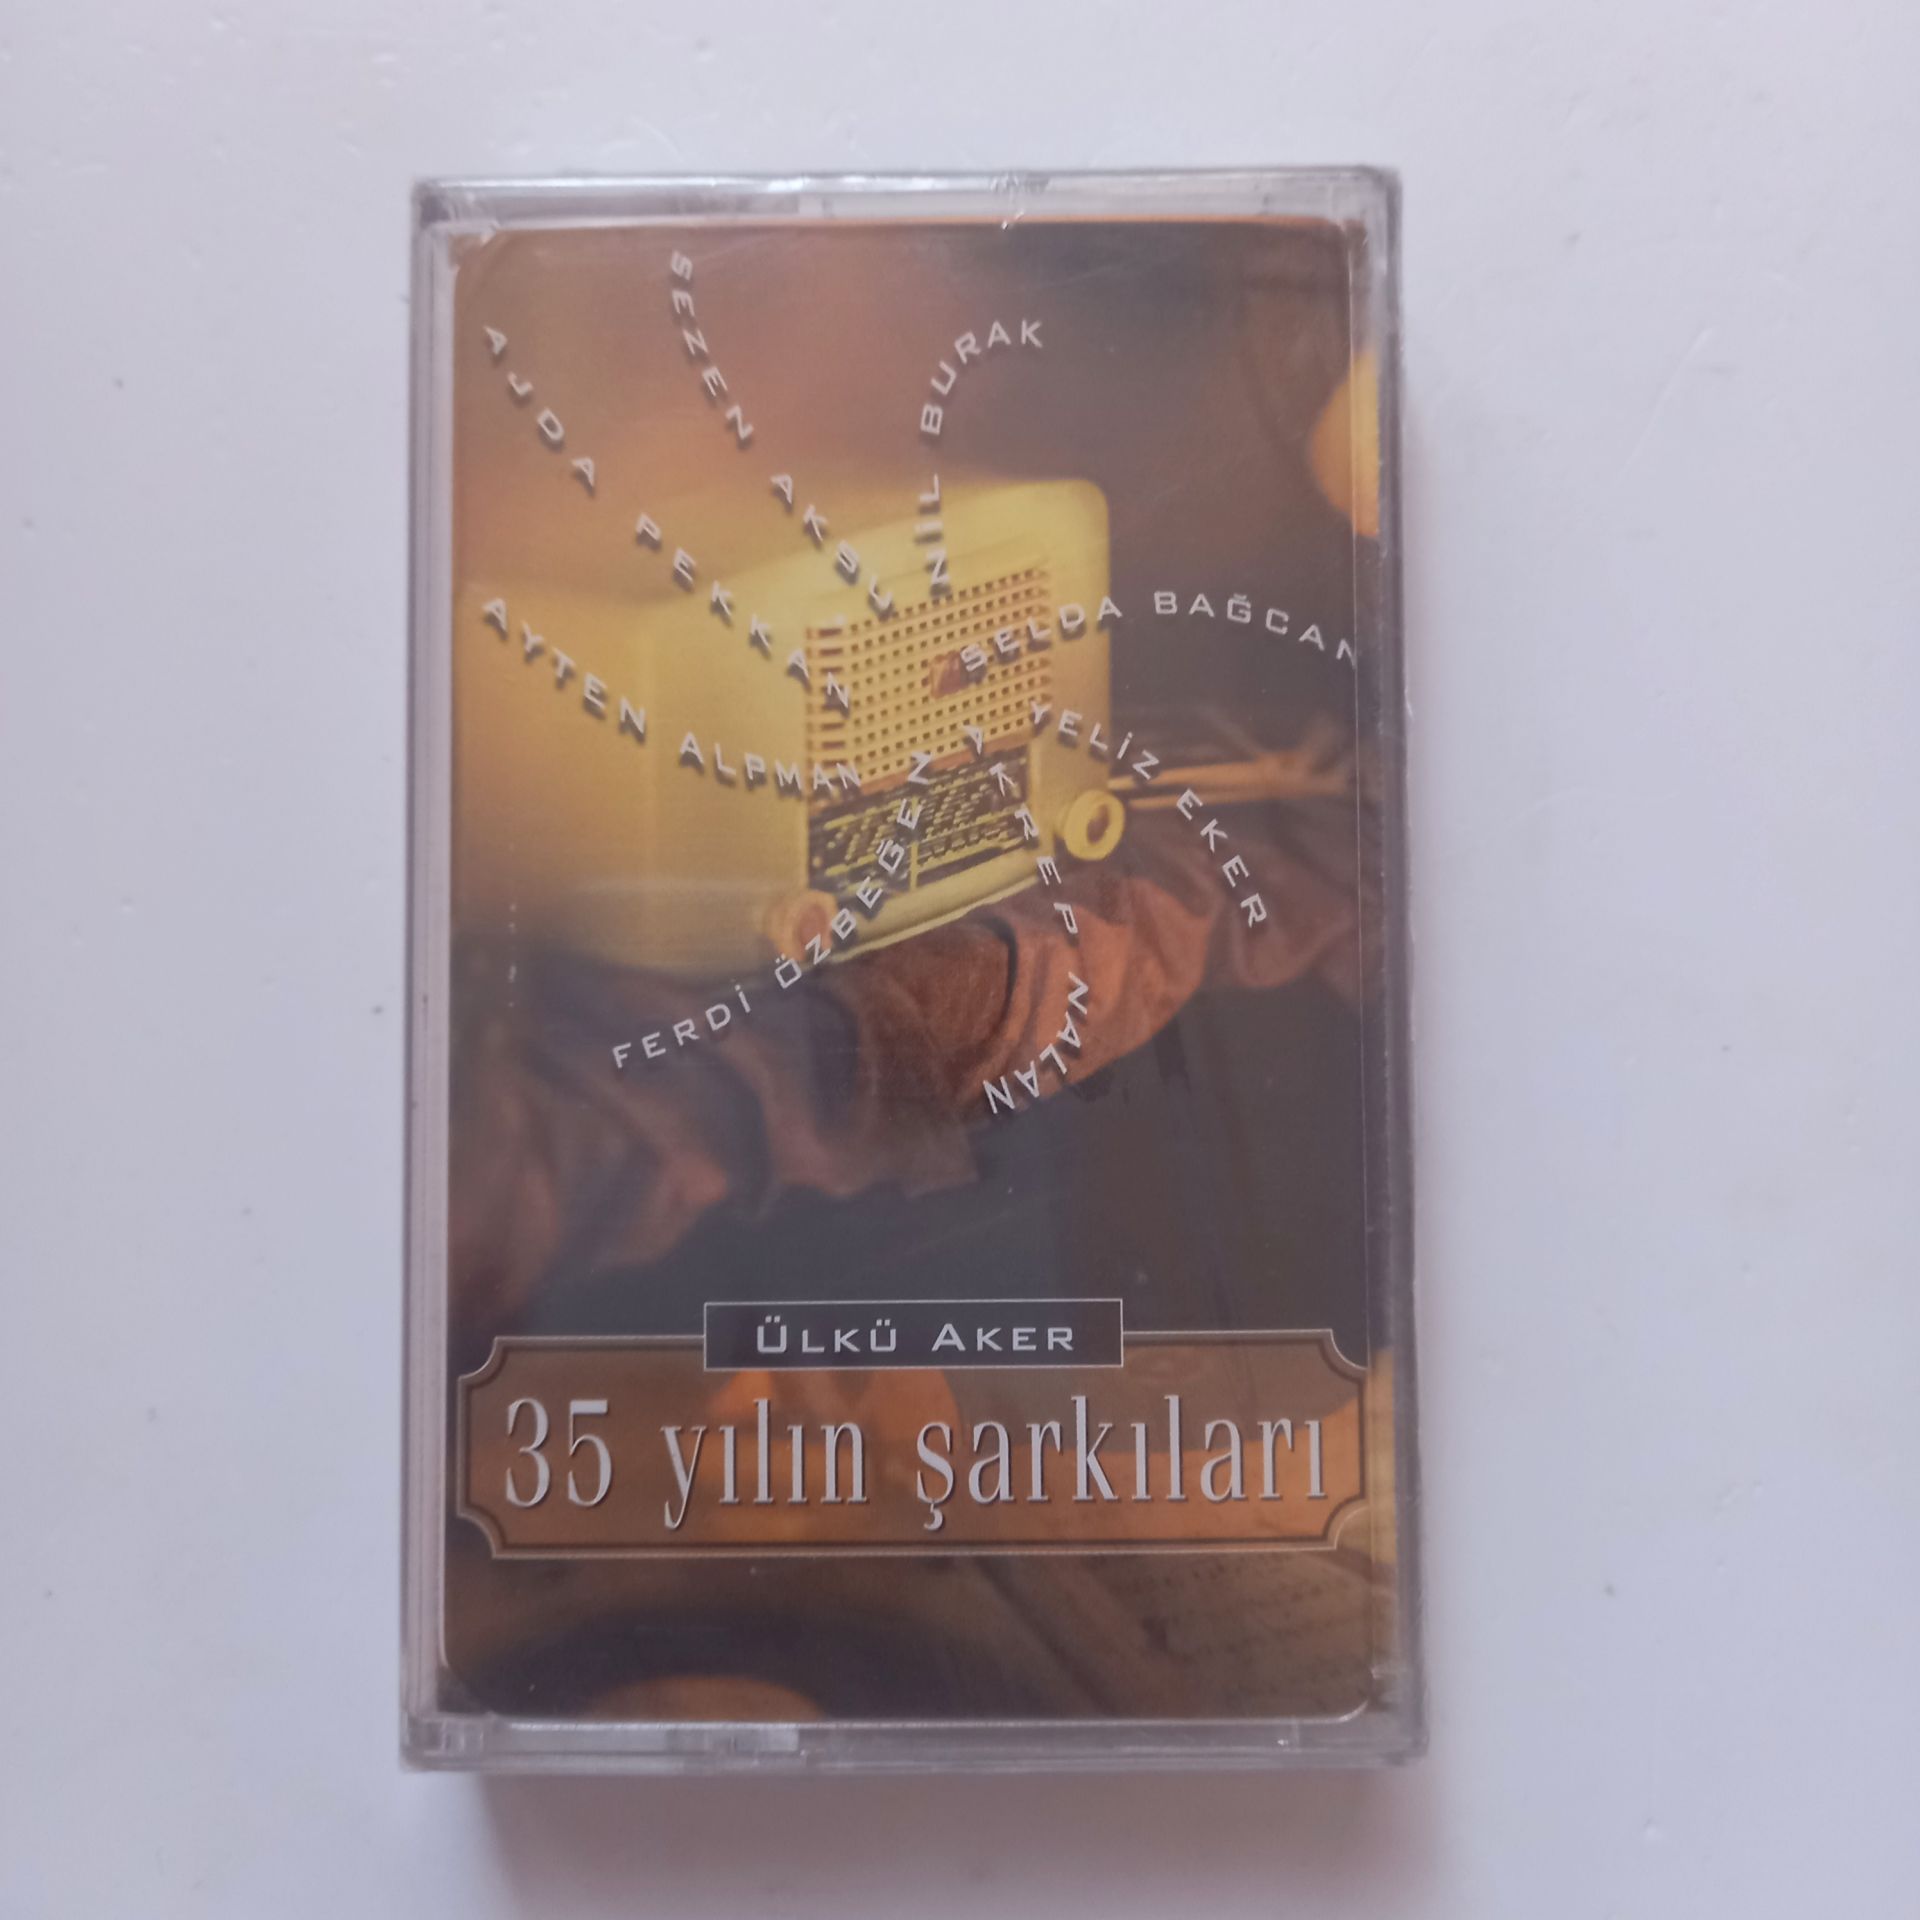 SEZEN AKSU
AJDA PEKKAN
NİL BURAK
AYTEN ALPMAN
SELDA BAĞCAN
YELİZ EKER
FERDİ ÖZBEĞEN
AKREP NALAN
ÜLKÜ AKER
35 yılın şarkıları